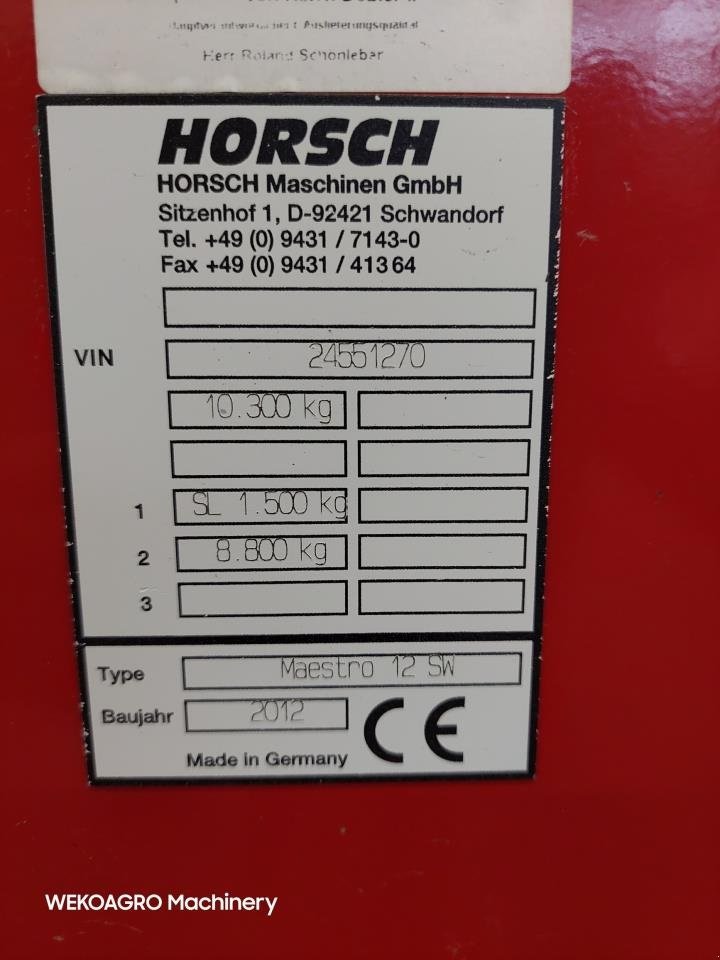 Herr Roland Schönleber
HORSCH
HORSCH Maschinen GmbH
Sitzenhof 1, D-92421 Schwandorf
Tel. +49 (0) 9431 / 7143-0
Fax +49 (0) 9431 / 41364
VIN 24551270
10.300 kg
1 SL 1.500 kg
2 8.800 kg
3
Type Maestro 12 SW
Baujahr 2012 CE
Made in Germany
WEKOAGRO Machinery